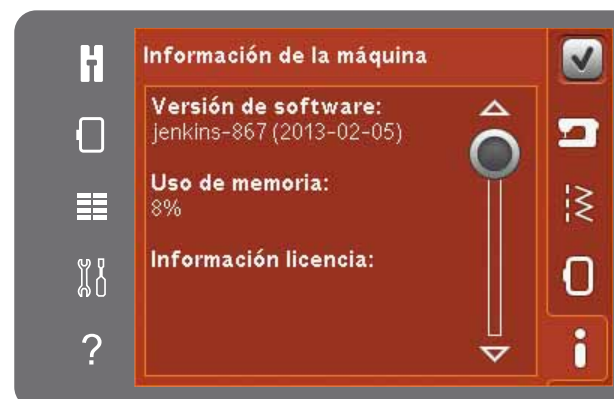 Información de la máquina
Versión de software:
jenkins-867 (2013-02-05)
Uso de memoria:
8%
Información licencia:
?
i